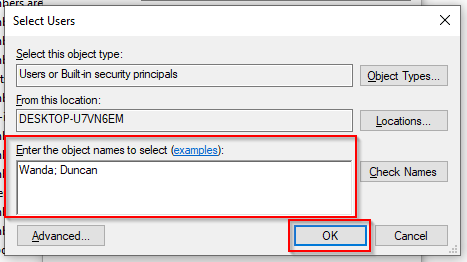 Select Users
Select this object type:
Users or Built-in security principals
Object Types...
From this location:
DESKTOP-U7VN6EM
Locations...
Enter the object names to select (examples):
Wanda; Duncan
Check Names
Advanced...
OK
Cancel